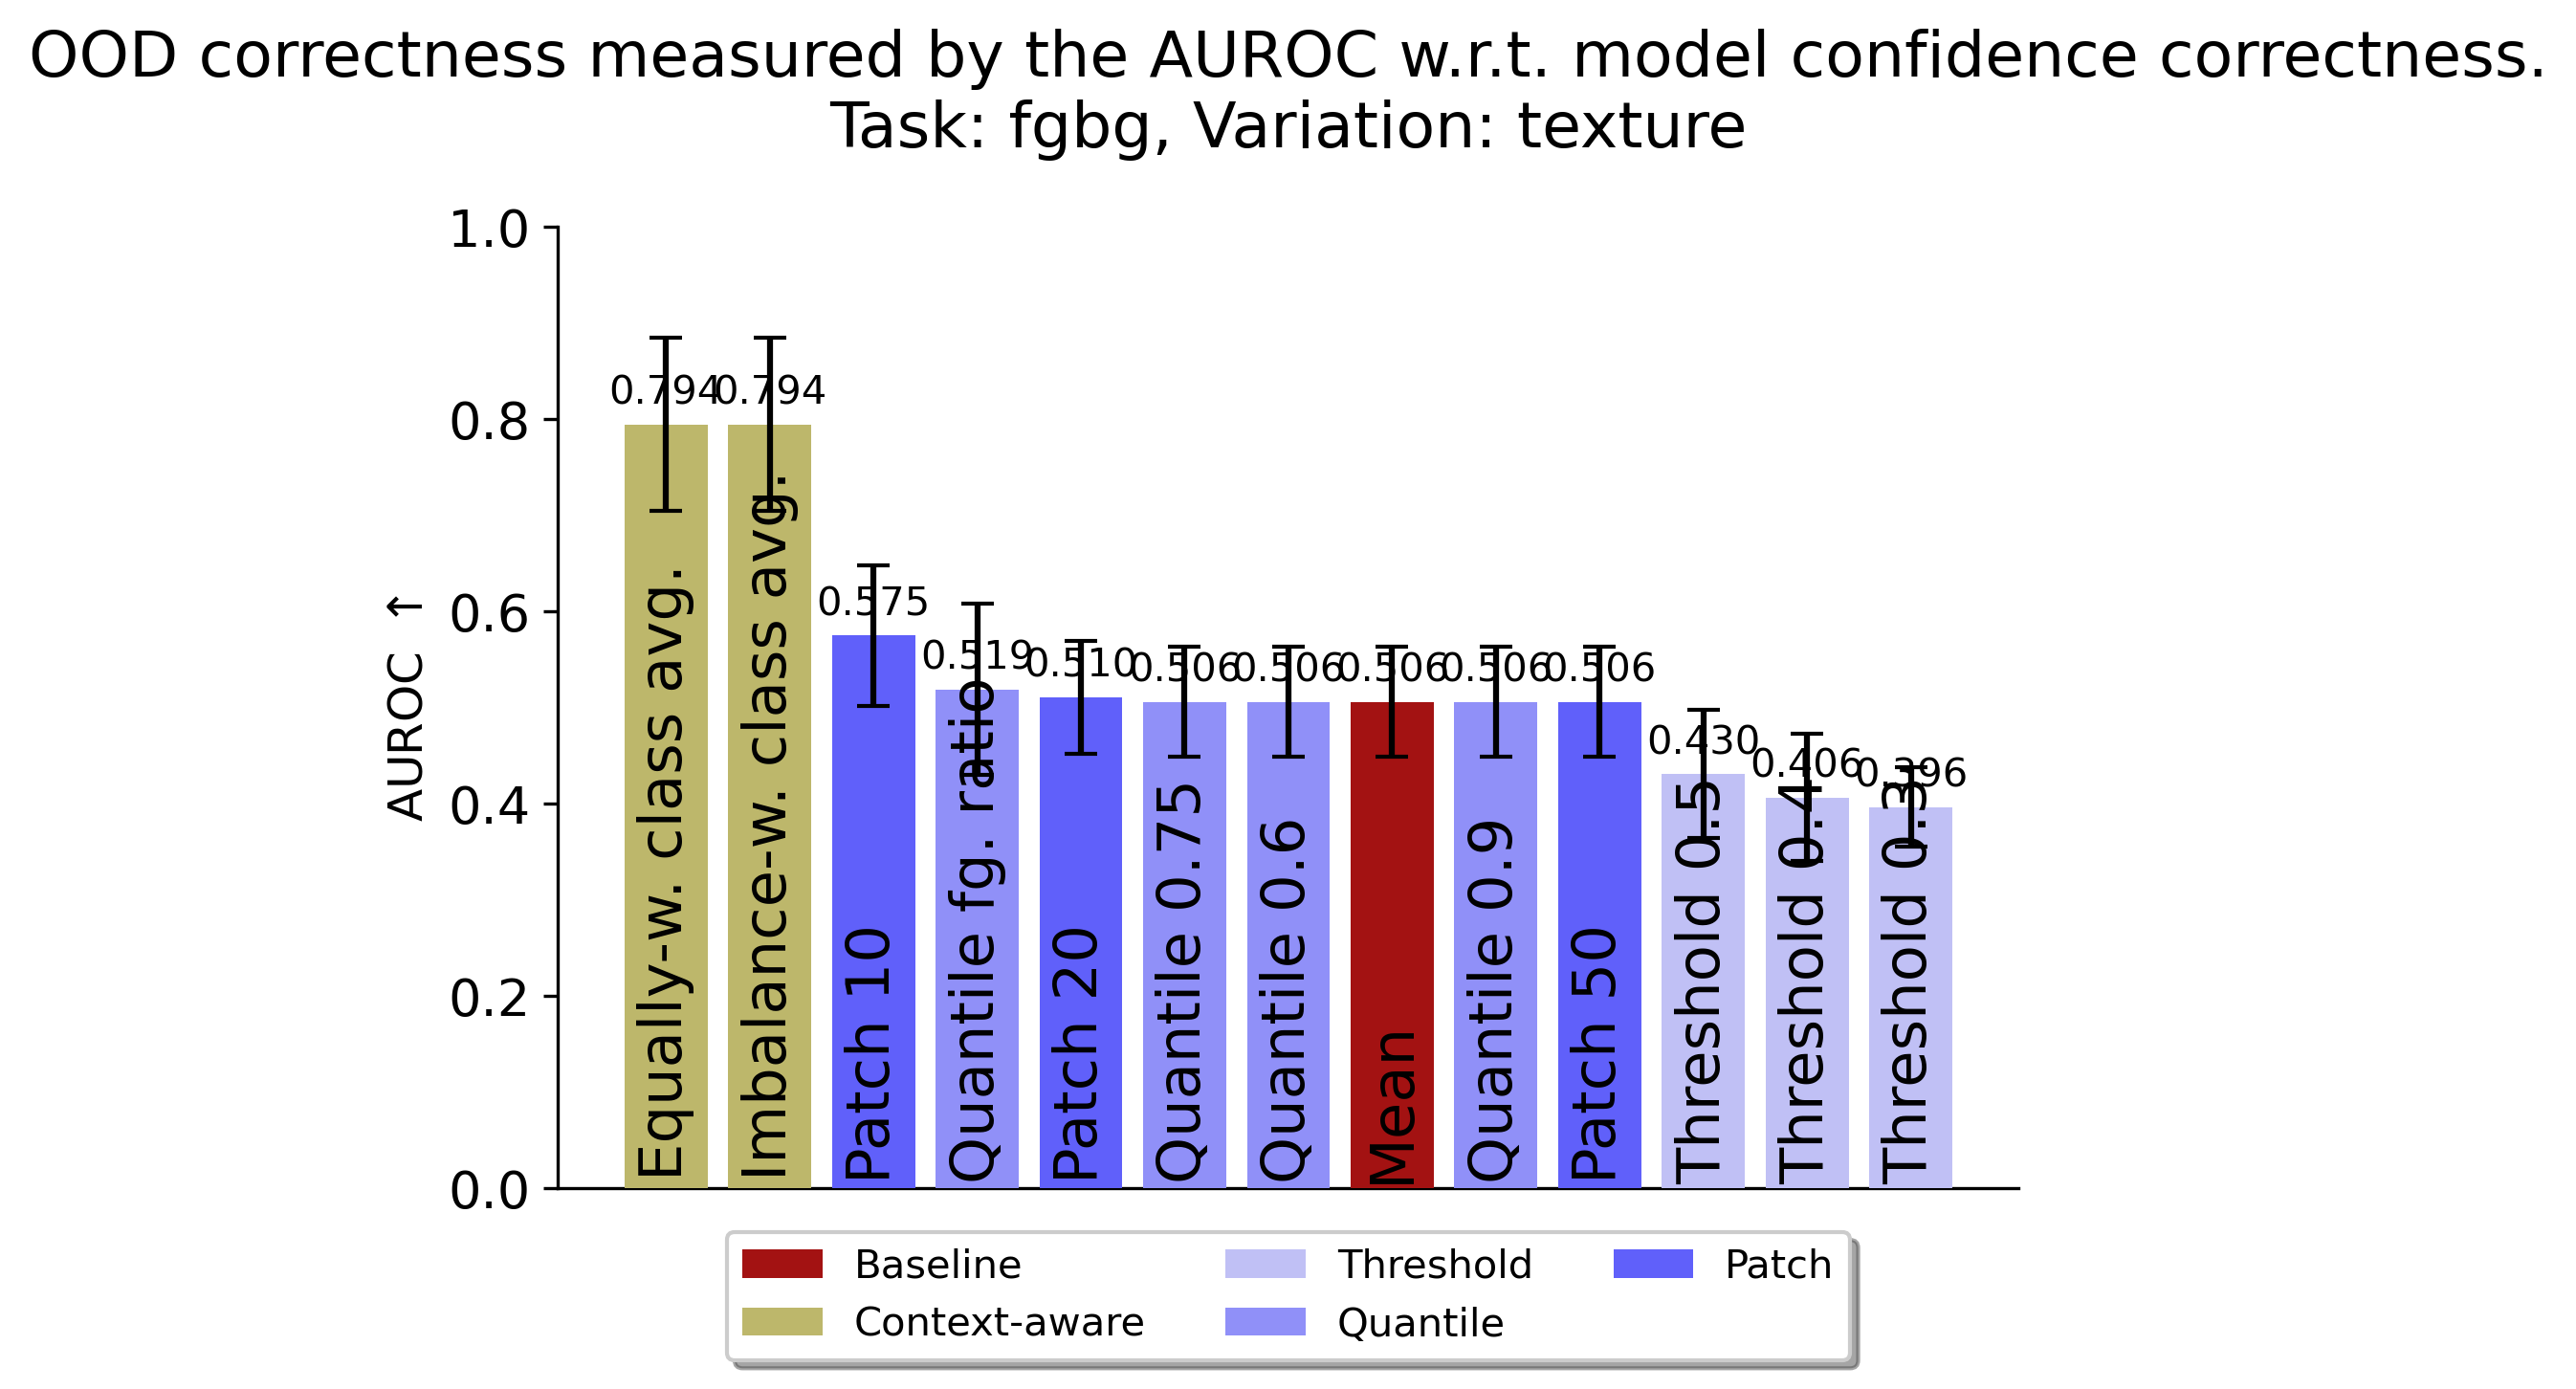 OOD correctness measured by the AUROC w.r.t. model confidence correctness.
Task: fgbg, Variation: texture
AUROC ↑
1.0
0.8
0.6
0.4
0.2
0.0
0.794
0.794
0.575
0.519
0.510
0.506
0.506
0.506
0.506
0.506
0.430
0.406
0.396
Equally-w. class avg.
Imbalance-w. class avg.
Patch 10
Quantile fg. ratio
Patch 20
Quantile 0.75
Quantile 0.6
Mean
Quantile 0.9
Patch 50
Threshold 0.5
Threshold 0.4
Threshold 0.3
Baseline
Context-aware
Threshold
Quantile
Patch